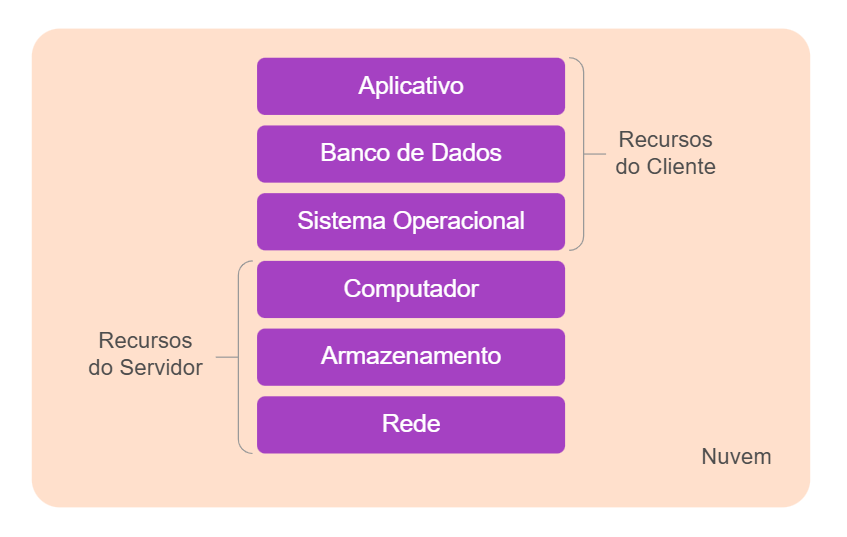 Aplicativo
Banco de Dados
Sistema Operacional
Recursos
do Cliente
Computador
Armazenamento
Rede
Recursos
do Servidor
Nuvem